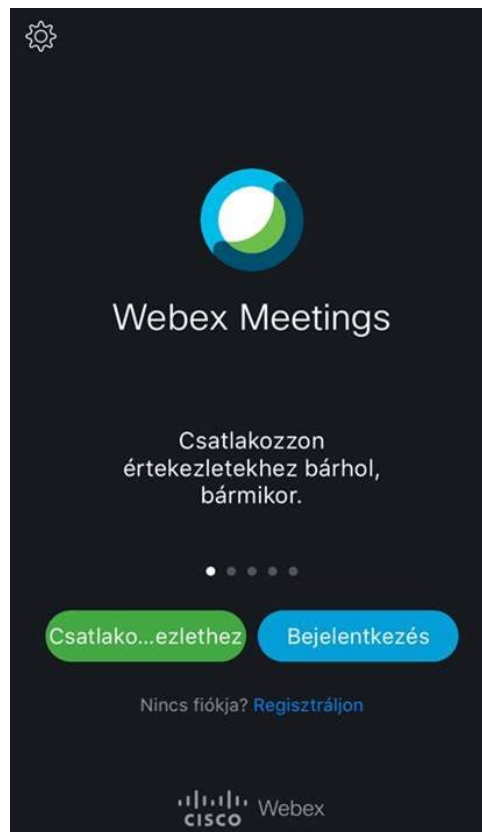 Webex Meetings
Csatlakozzon
értekezletekhez bárhol,
bármikor.
Csatlako...ezlethez
Bejelentkezés
Nincs fiókja? Regisztráljon
CISCO Webex